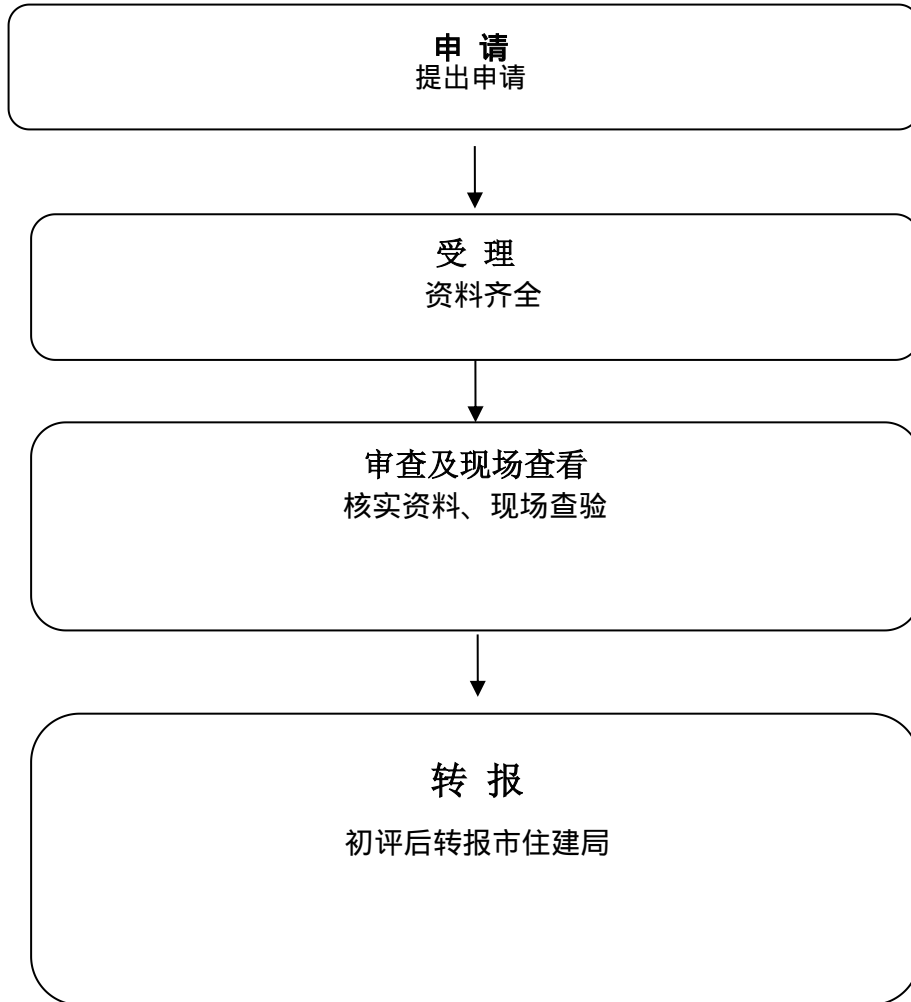 申 请
提出申请
受 理
资料齐全
审查及现场查看
核实资料、现场查验
转 报
初评后转报市住建局